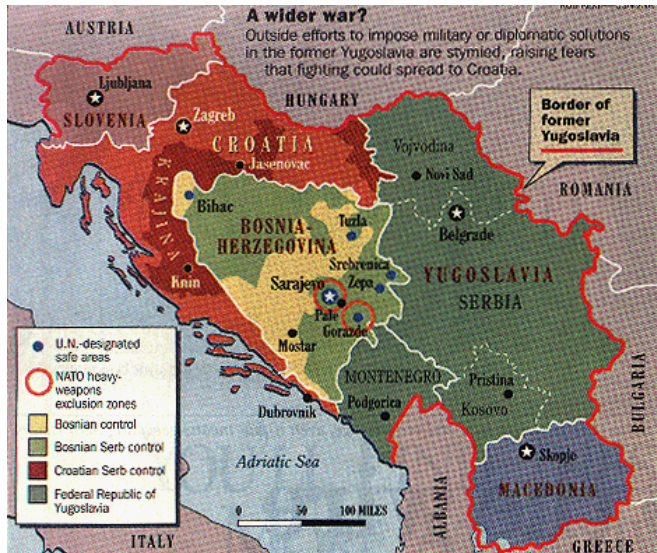 A wider war?
Outside efforts to impose military or diplomatic solutions
in the former Yugoslavia are stymied, raising fears
that fighting could spread to Croatia.
AUSTRIA
Ljubljana
SLOVENIA
HUNGARY
Zagreb
CROATIA
Jasenovac
KRAJINA
Border of
former
Yugoslavia
Vojvodina
Novi Sad
ROMANIA
Bihac
BOSNIA-
HERZEGOVINA
Tuzla
Belgrade
Srebrenica
YUGOSLAVIA
SERBIA
Knin
Sarajevo
Zepa
Pale
Gorazde
Mostar
MONTENEGRO
Pristina
Kosovo
Podgorica
Dubrovnik
BULGARIA
Skopje
MACEDONIA
Adriatic Sea
ALBANIA
GREECE
ITALY
U.N.-designated
safe areas
NATO heavy-
weapons
exclusion zones
Bosnian control
Bosnian Serb control
Croatian Serb control
Federal Republic of
Yugoslavia
0 50 100 MILES